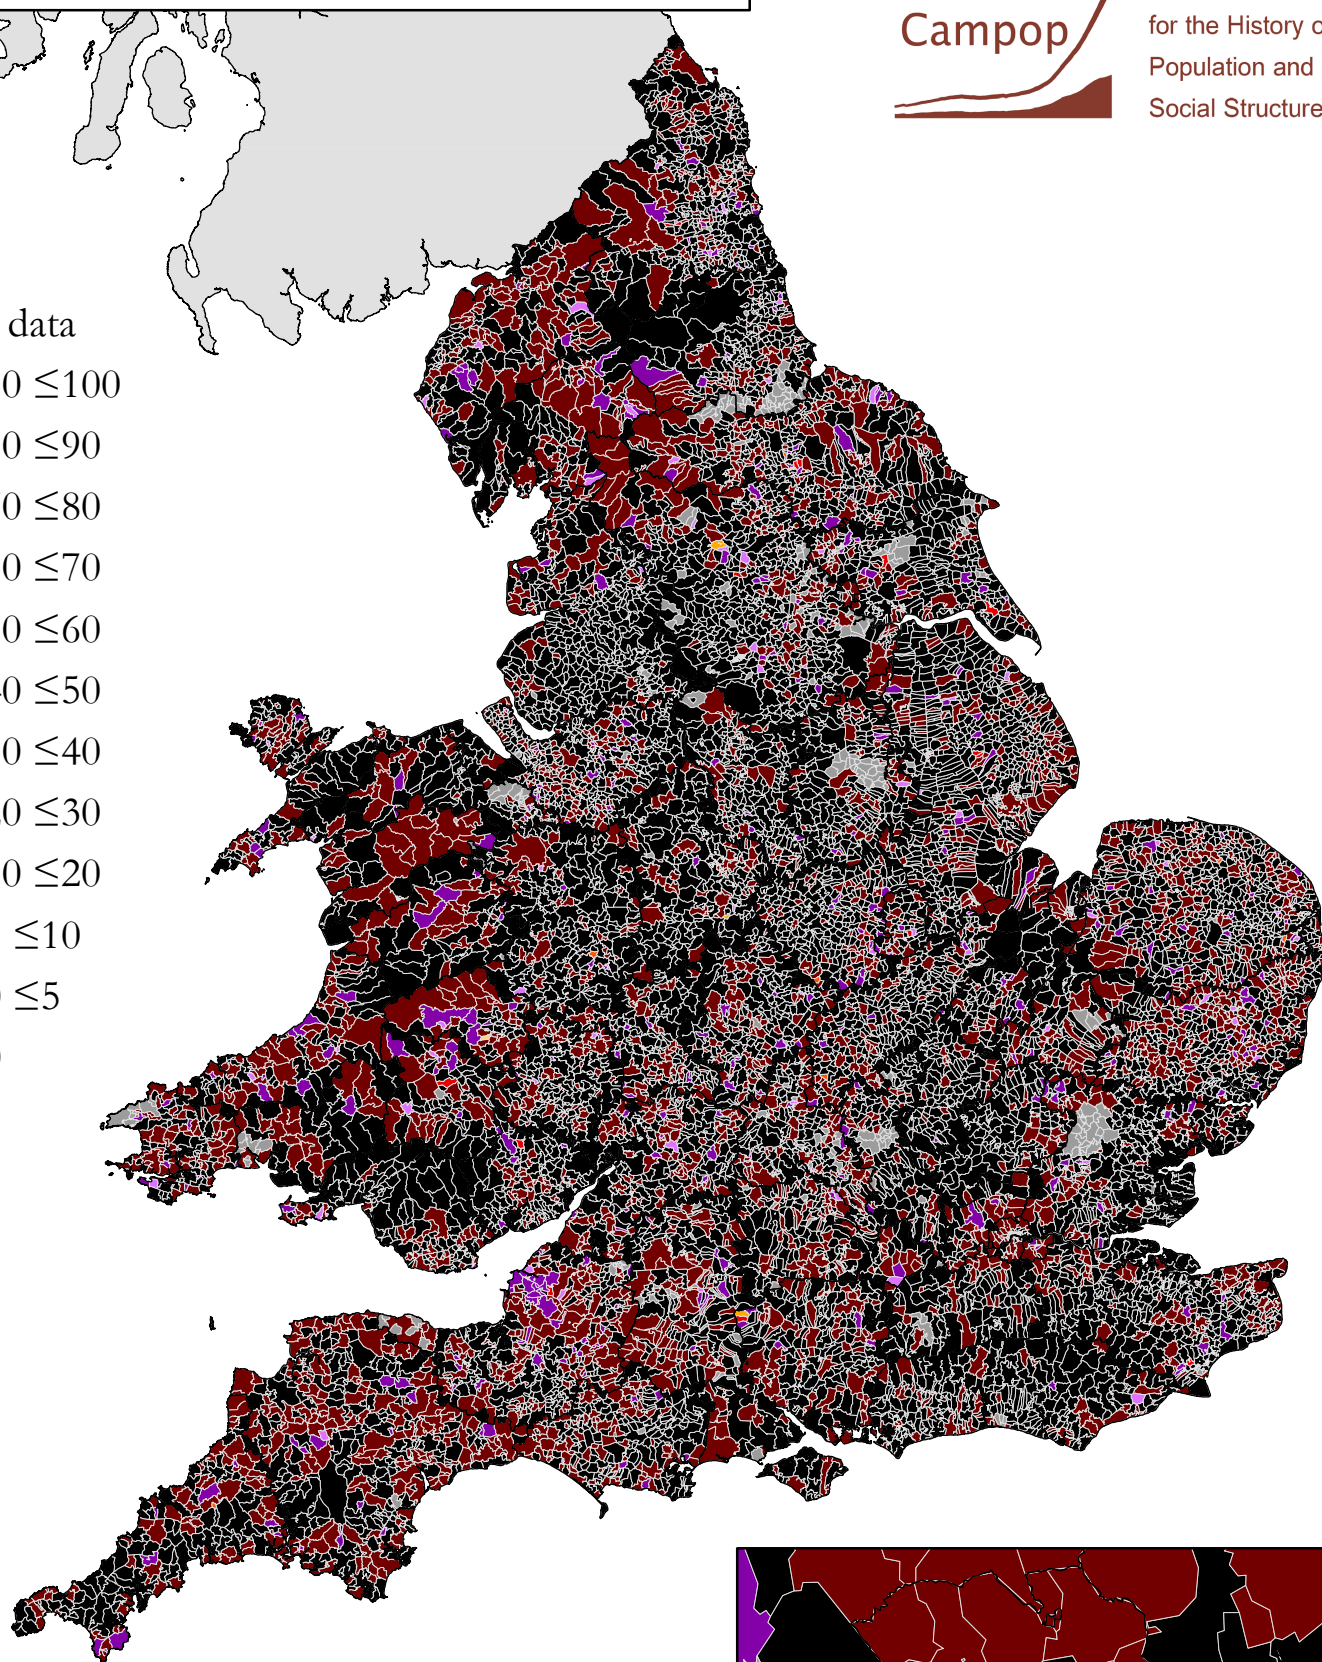 Campop
for the History o
Population and
Social Structure
data
0 ≤100
0 ≤90
0 ≤80
0 ≤70
0 ≤60
0 ≤50
0 ≤40
0 ≤30
0 ≤20
≤10
≤5